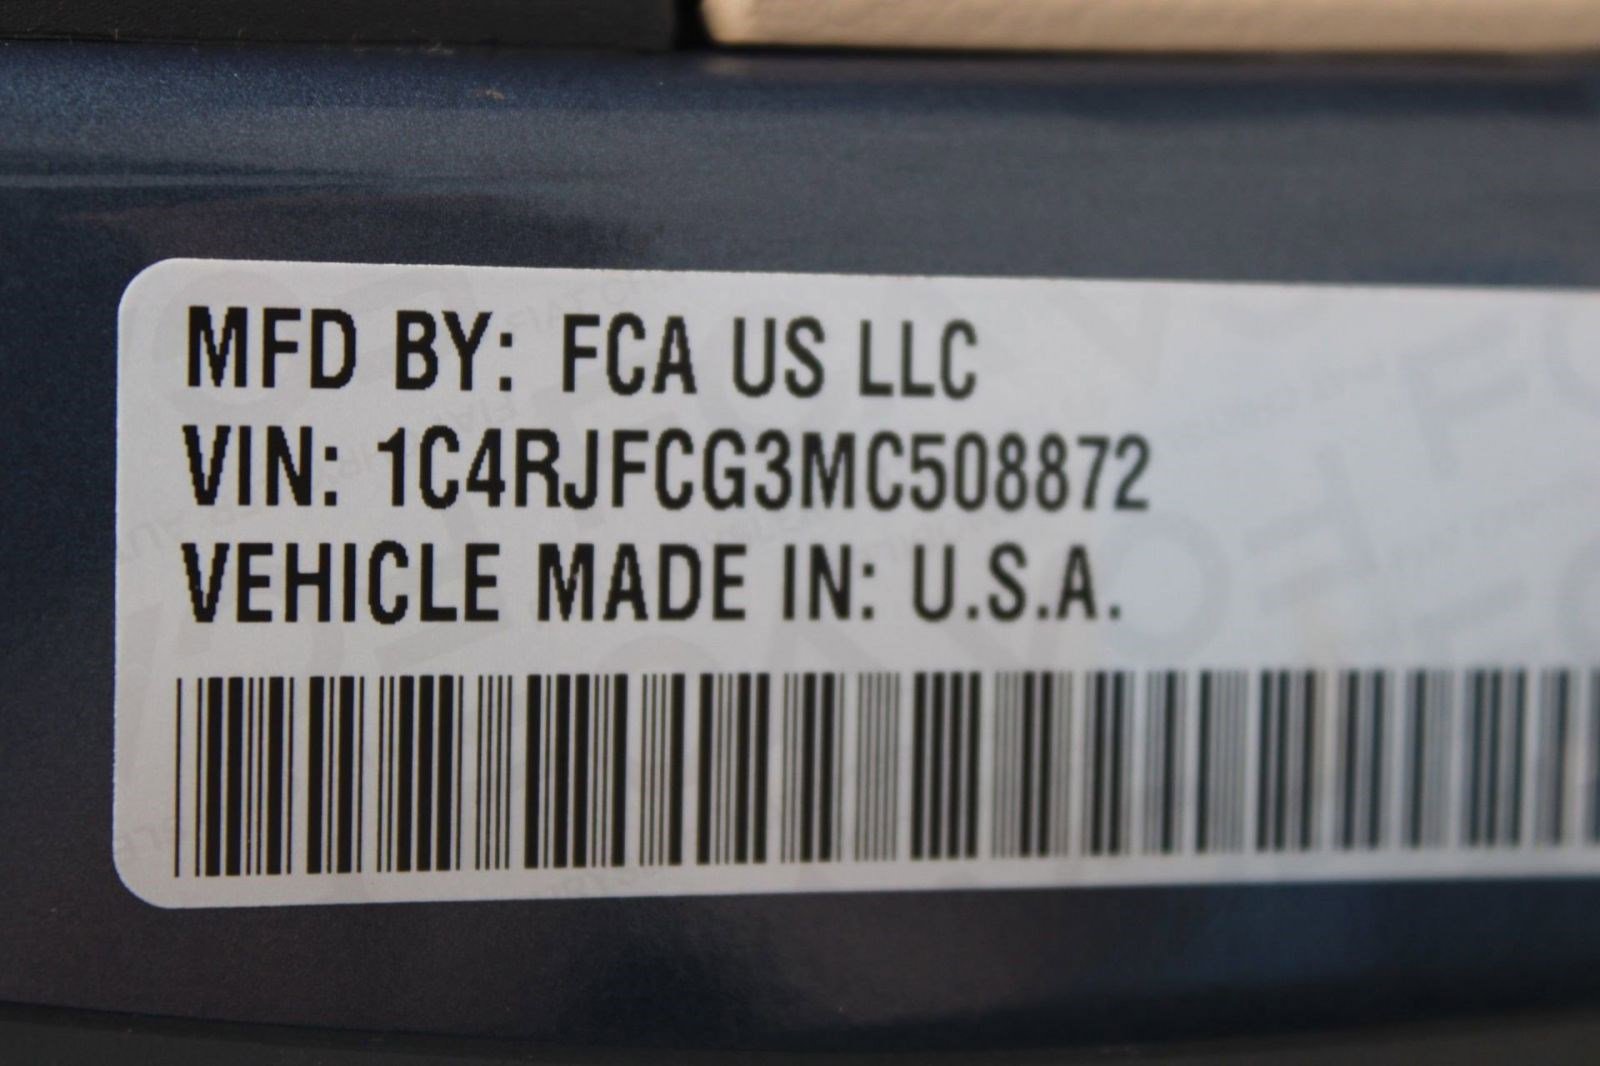 MFD BY: FCA US LLC
VIN: 1C4RJFCG3MC508872
VEHICLE MADE IN: U.S.A.